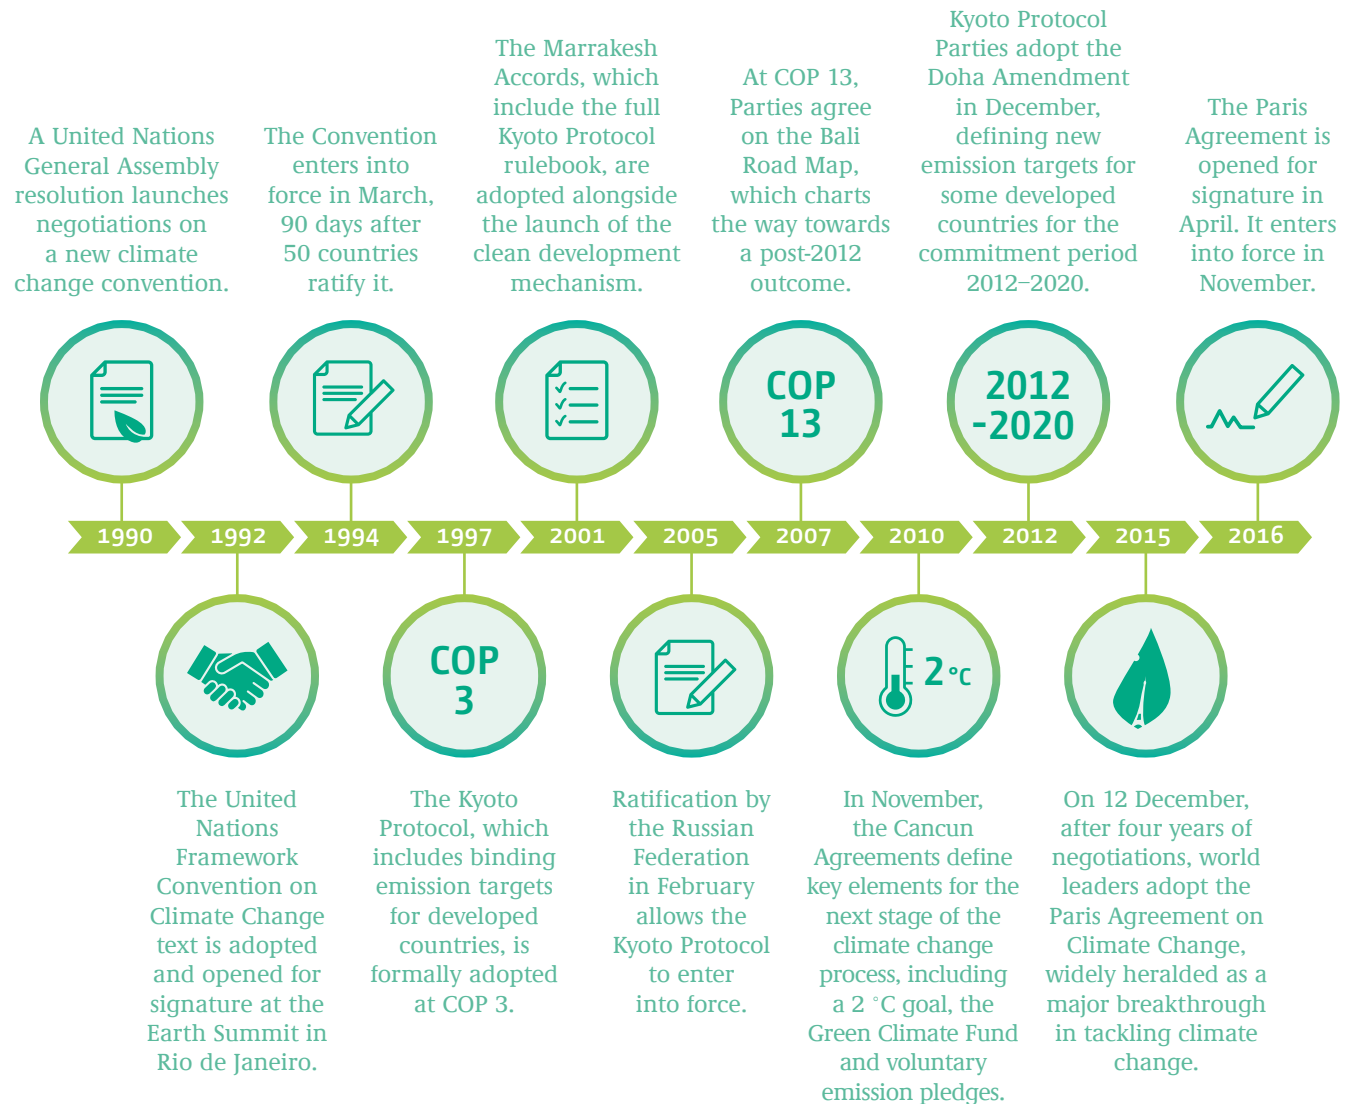 A United Nations
General Assembly
resolution launches
negotiations on
a new climate
change convention.
The Convention
enters into
force in March,
90 days after
50 countries
ratify it.
The Marrakesh
Accords, which
include the full
Kyoto Protocol
rulebook, are
adopted alongside
the launch of the
clean development
mechanism.
At COP 13,
Parties agree
on the Bali
Road Map,
which charts
the way towards
a post-2012
outcome.
Kyoto Protocol
Parties adopt the
Doha Amendment
in December,
defining new
emission targets for
some developed
countries for the
commitment period
2012–2020.
The Paris
Agreement is
opened for
signature in
April. It enters
into force in
November.
COP
13
2012
-2020
1990
1992
1994
1997
2001
2005
2007
2010
2012
2015
2016
COP
3
2 °C
The United
Nations
Framework
Convention on
Climate Change
text is adopted
and opened for
signature at the
Earth Summit in
Rio de Janeiro.
The Kyoto
Protocol, which
includes binding
emission targets
for developed
countries, is
formally adopted
at COP 3.
Ratification by
the Russian
Federation
in February
allows the
Kyoto Protocol
to enter
into force.
In November,
the Cancun
Agreements define
key elements for the
next stage of the
climate change
process, including
a 2 °C goal, the
Green Climate Fund
and voluntary
emission pledges.
On 12 December,
after four years of
negotiations, world
leaders adopt the
Paris Agreement on
Climate Change,
widely heralded as a
major breakthrough
in tackling climate
change.